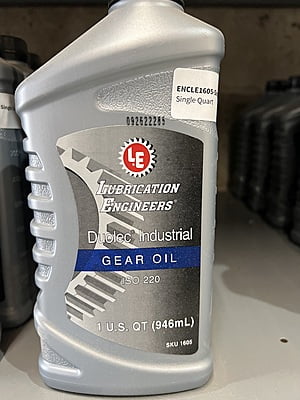 ENCLE1605-
Single Quart
092622285
LE
LUBRICATION
ENGINEERS
Duolec Industrial
GEAR OIL
ISO 220
1 U.S. QT (946mL)
SKU 1605